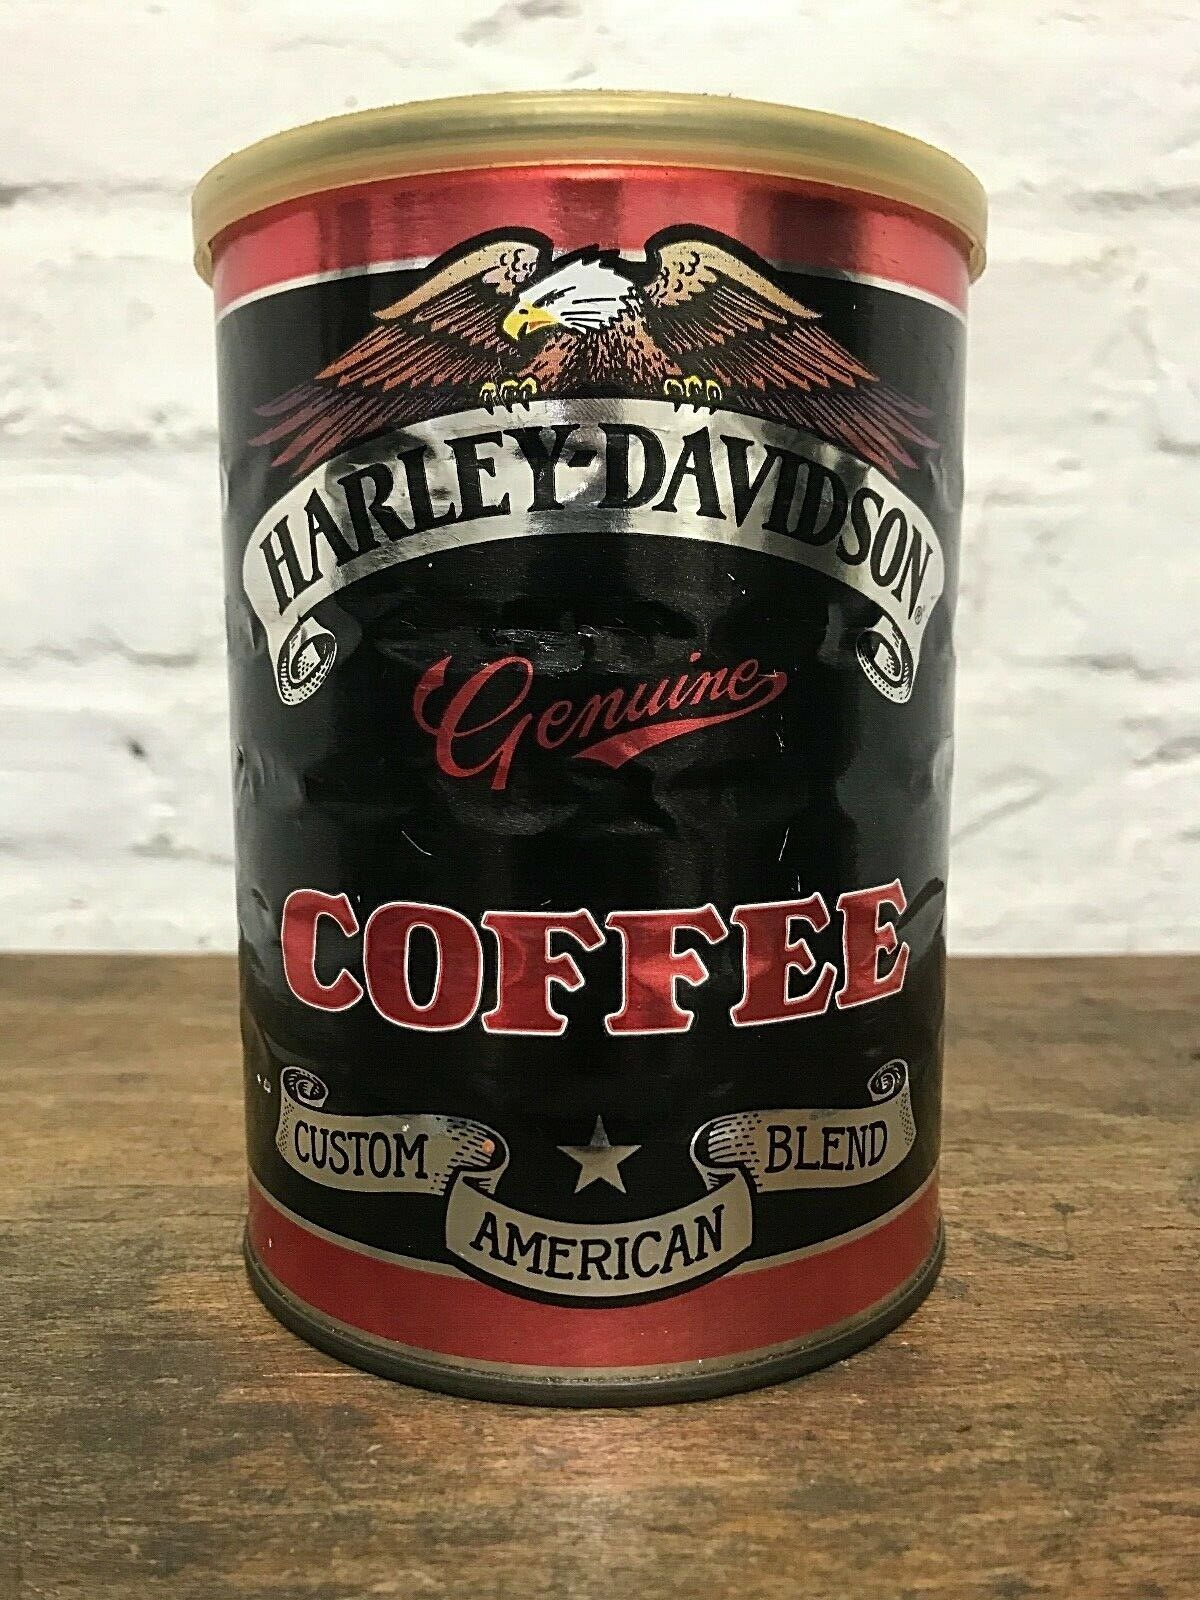 HARLEY-DAVIDSON®
Genuine
COFFEE
CUSTOM AMERICAN BLEND